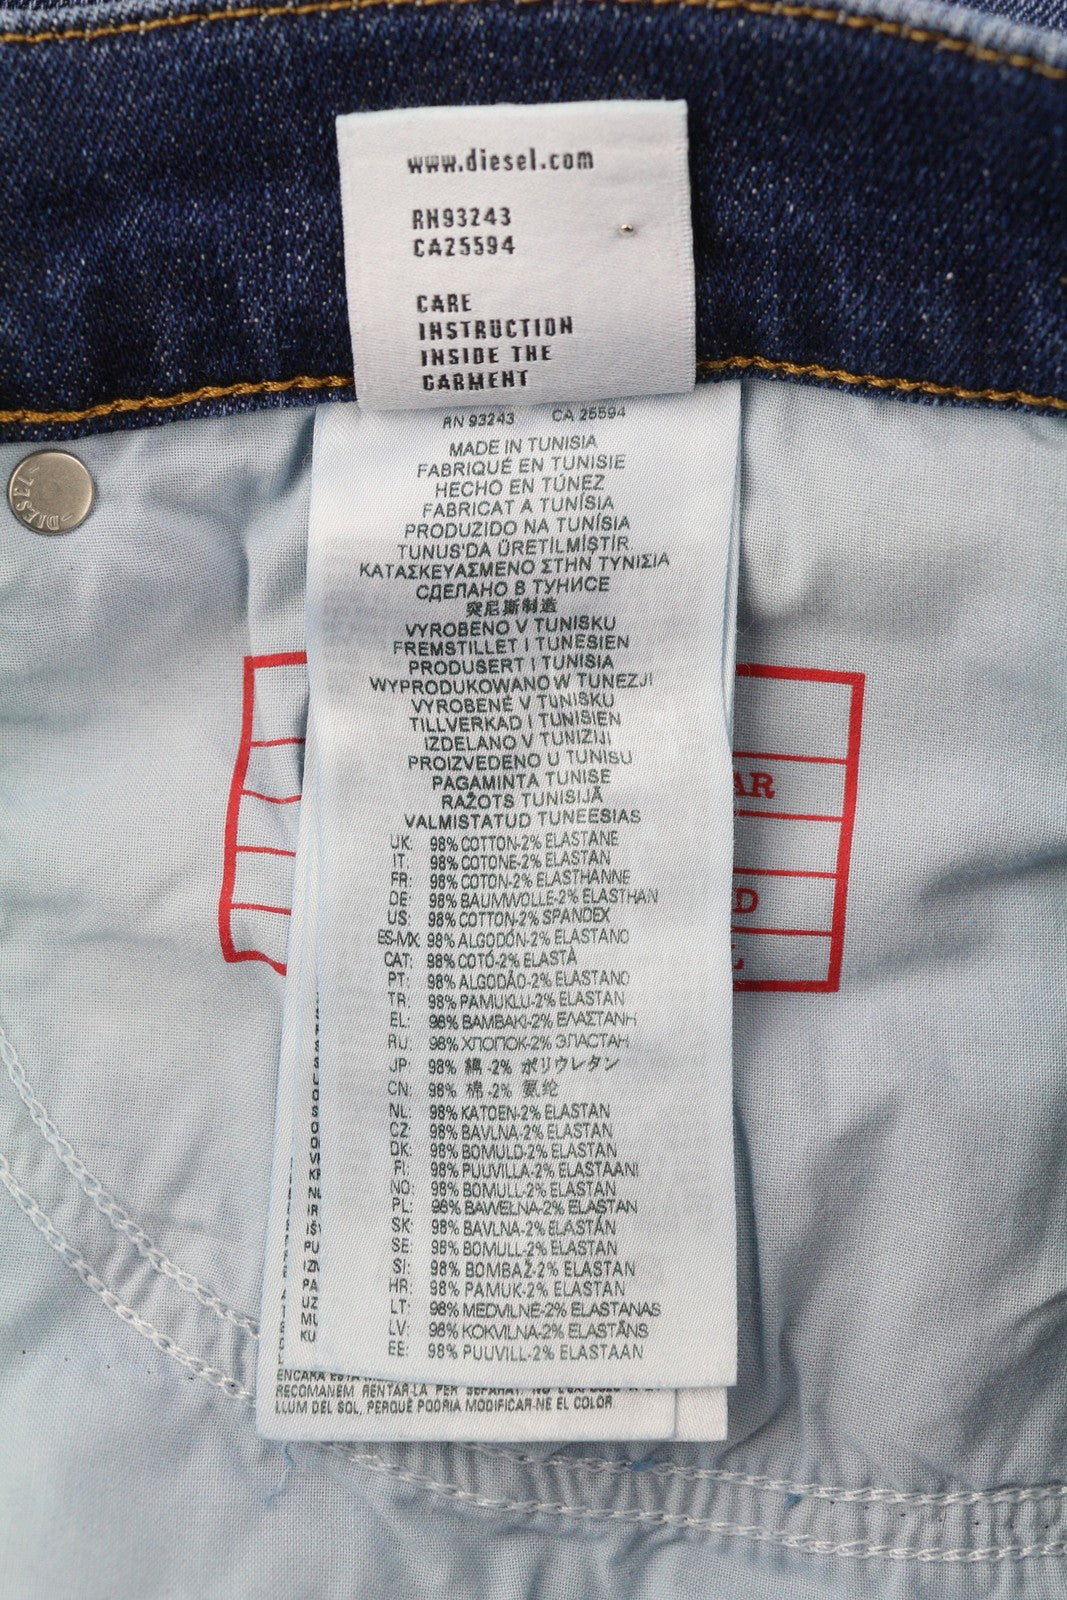 www.diesel.com
RN93243
CA25594
CARE
INSTRUCTION
INSIDE THE
GARMENT
RN 93243 CA 25594
MADE IN TUNISIA
FABRIQUÉ EN TUNISIE
HECHO EN TÚNEZ
FABRICAT A TUNÍSIA
PRODUZIDO NA TUNÍSIA
TUNUS'DA ÜRETİLMİŞTİR
ΚΑΤΑΣΚΕΥΑΣΜΕΝΟ ΣΤΗΝ ΤΥΝΙΣΙΑ
СДЕЛАНО В ТУНИСЕ
突尼斯制造
VYROBENO V TUNISKU
FREMSTILLET I TUNESIEN
PRODUSERT I TUNISIA
WYPRODUKOWANO W TUNEZJI
VYROBENÉ V TUNISKU
TILLVERKAD I TUNISIEN
IZDELANO V TUNIZIJI
PROIZVEDENO U TUNISU
PAGAMINTA TUNISE
RAŽOTS TUNISIJĀ
VALMISTATUD TUNEESIAS
UK: 98% COTTON-2% ELASTANE
IT: 98% COTONE-2% ELASTAN
FR: 98% COTON-2% ELASTHANNE
DE: 98% BAUMWOLLE-2% ELASTHAN
US: 98% COTTON-2% SPANDEX
ES-MX: 98% ALGODÓN-2% ELASTANO
CAT: 98% COTÓ-2% ELASTÀ
PT: 98% ALGODÃO-2% ELASTANO
TR: 98% PAMUKLU-2% ELASTAN
EL: 98% ΒΑΜΒΑΚΙ-2% ΕΛΑΣΤΑΝΗ
RU: 98% ХЛОПОК-2% ЭЛАСТАН
JP: 98% 綿 -2% ポリウレタン
CN: 98% 棉 -2% 氨纶
NL: 98% KATOEN-2% ELASTAN
CZ: 98% BAVLNA-2% ELASTAN
DK: 98% BOMULD-2% ELASTAN
FI: 98% PUUVILLA-2% ELASTAANI
NO: 98% BOMULL-2% ELASTAN
PL: 98% BAWEŁNA-2% ELASTAN
SK: 98% BAVLNA-2% ELASTÁN
SE: 98% BOMULL-2% ELASTAN
SI: 98% BOMBAŽ-2% ELASTAN
HR: 98% PAMUK-2% ELASTAN
LT: 98% MEDVILNĖ-2% ELASTANAS
LV: 98% KOKVILNA-2% ELASTĀNS
EE: 98% PUUVILL-2% ELASTAAN
RECOMANEM RENTAR-LA PER SEPARAT.
LLUM DEL SOL, PERQUÈ PODRIA MODIFICAR-NE EL COLOR
DIESEL